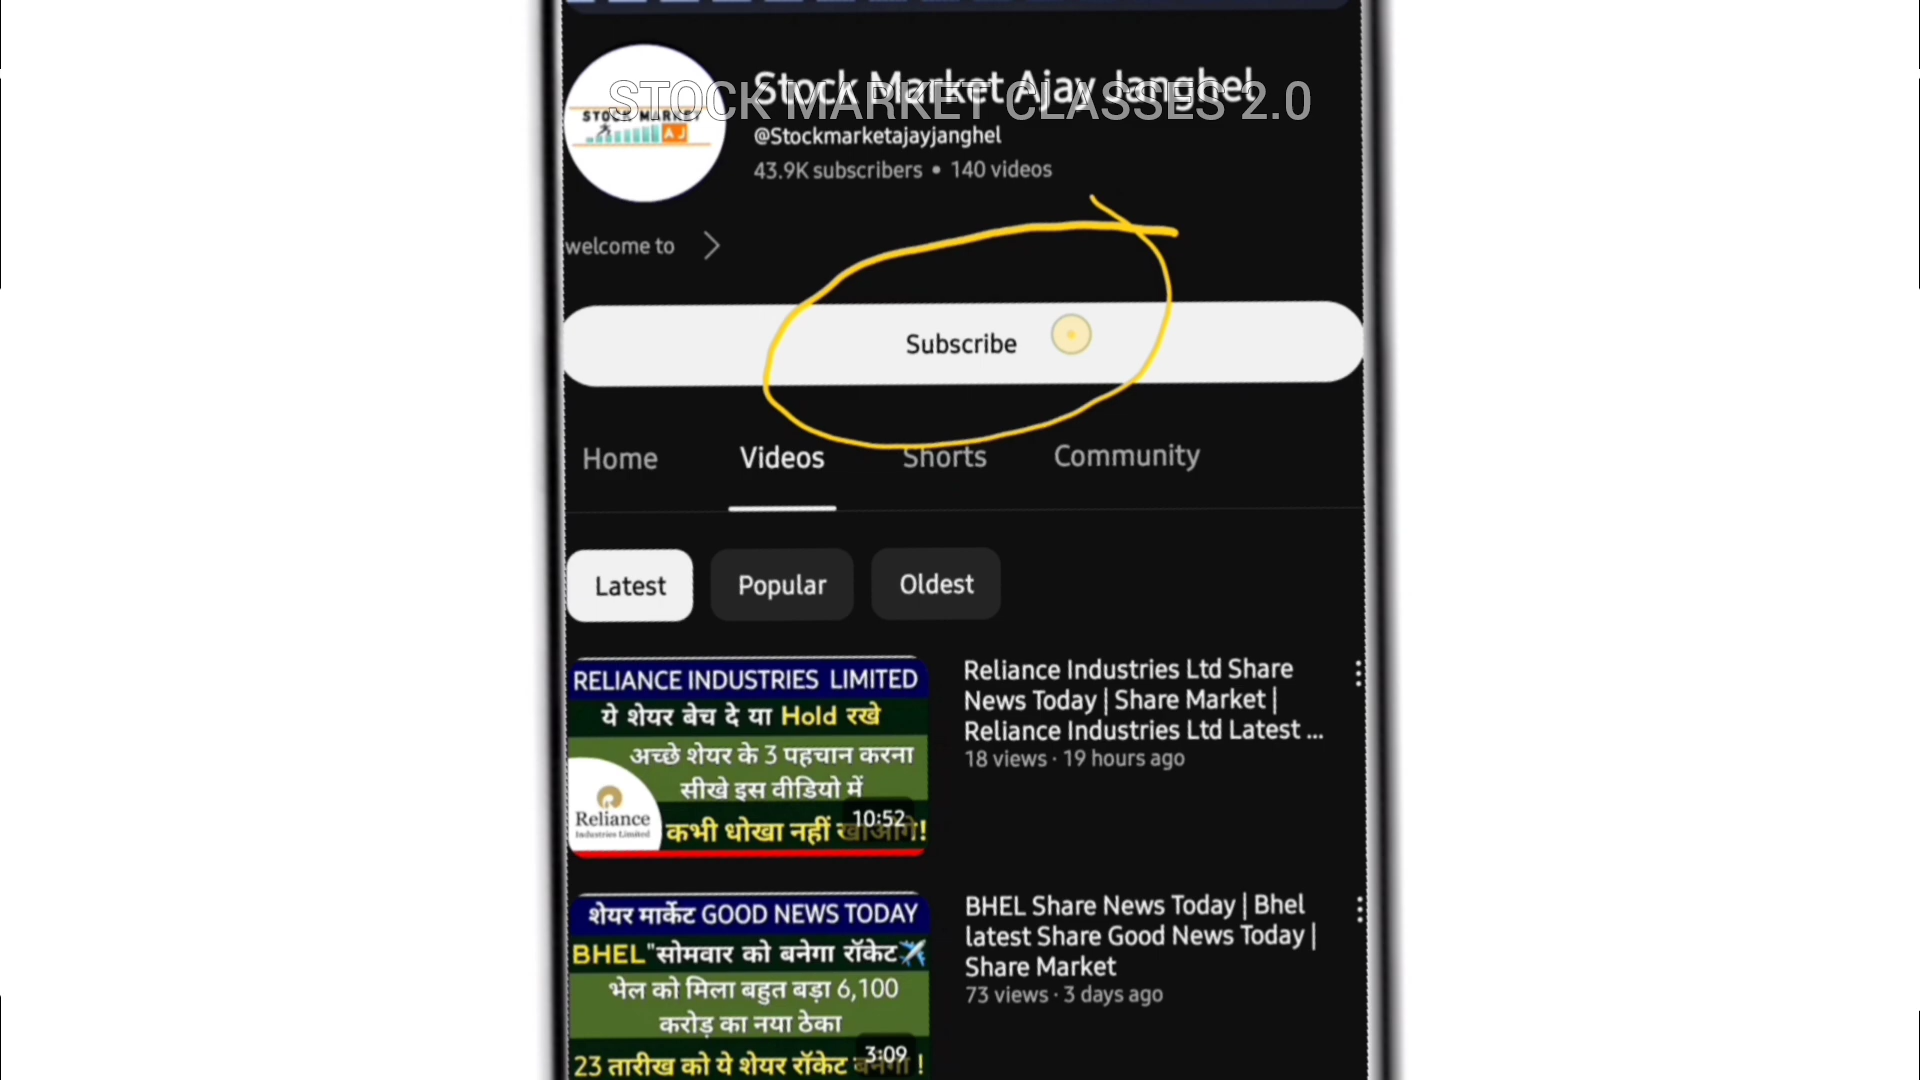 Stock Market Ajay Janghel
STOCK MARKET CLASSES 2.0
STOCK MARKET
AJ
@Stockmarketajayjanghel
43.9K subscribers • 140 videos
welcome to
Subscribe
Home Videos Shorts Community
Latest Popular Oldest
RELIANCE INDUSTRIES LIMITED
ये शेयर बेच दे या Hold रखे
अच्छे शेयर के 3 पहचान करना
सीखे इस वीडियो में
Reliance
Industries Limited
कभी धोखा नहीं खाओगे!
10:52
Reliance Industries Ltd Share
News Today | Share Market |
Reliance Industries Ltd Latest ...
18 views · 19 hours ago
शेयर मार्केट GOOD NEWS TODAY
BHEL"सोमवार को बनेगा रॉकेट
भेल को मिला बहुत बड़ा 6,100
करोड़ का नया ठेका
23 तारीख को ये शेयर रॉकेट बनेगा !
3:09
BHEL Share News Today | Bhel
latest Share Good News Today |
Share Market
73 views · 3 days ago